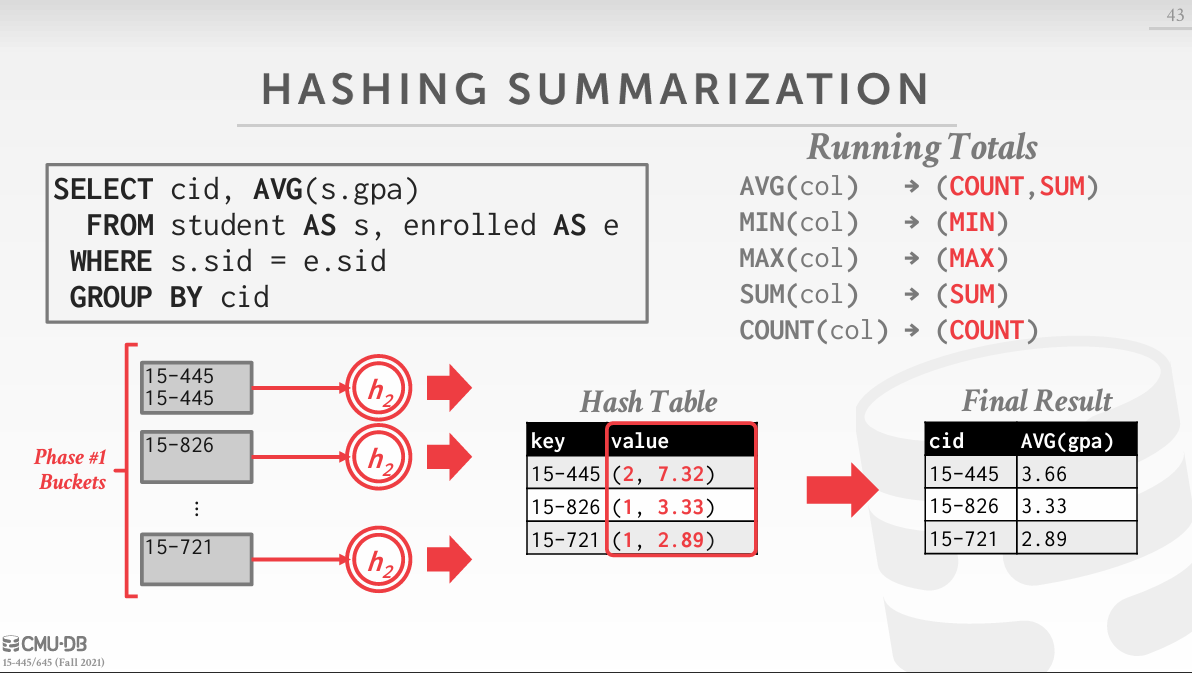 43
HASHING SUMMARIZATION
SELECT cid, AVG(s.gpa)
FROM student AS s, enrolled AS e
WHERE s.sid = e.sid
GROUP BY cid
Running Totals
AVG(col) → (COUNT,SUM)
MIN(col) → (MIN)
MAX(col) → (MAX)
SUM(col) → (SUM)
COUNT(col) → (COUNT)
Phase #1
Buckets
15-445
15-445
h2
15-826
h2
⋮
15-721
h2
Hash Table
key value
15-445 (2, 7.32)
15-826 (1, 3.33)
15-721 (1, 2.89)
Final Result
cid AVG(gpa)
15-445 3.66
15-826 3.33
15-721 2.89
CMU·DB
15-445/645 (Fall 2021)